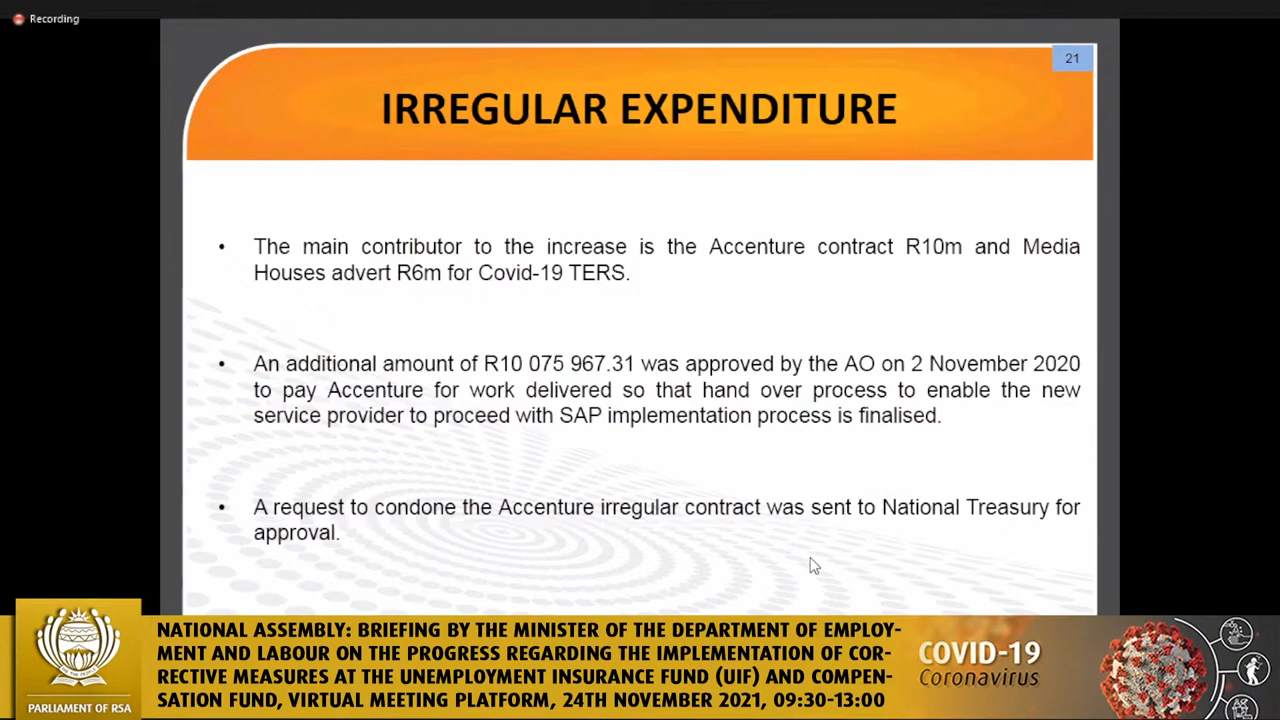 Recording
21
IRREGULAR EXPENDITURE
• The main contributor to the increase is the Accenture contract R10m and Media
Houses advert R6m for Covid-19 TERS.
• An additional amount of R10 075 967.31 was approved by the AO on 2 November 2020
to pay Accenture for work delivered so that hand over process to enable the new
service provider to proceed with SAP implementation process is finalised.
• A request to condone the Accenture irregular contract was sent to National Treasury for
approval.
NATIONAL ASSEMBLY: BRIEFING BY THE MINISTER OF THE DEPARTMENT OF EMPLOY-
MENT AND LABOUR ON THE PROGRESS REGARDING THE IMPLEMENTATION OF COR-
RECTIVE MEASURES AT THE UNEMPLOYMENT INSURANCE FUND (UIF) AND COMPEN-
SATION FUND, VIRTUAL MEETING PLATFORM, 24TH NOVEMBER 2021, 09:30-13:00
PARLIAMENT OF RSA
COVID-19
Coronavirus